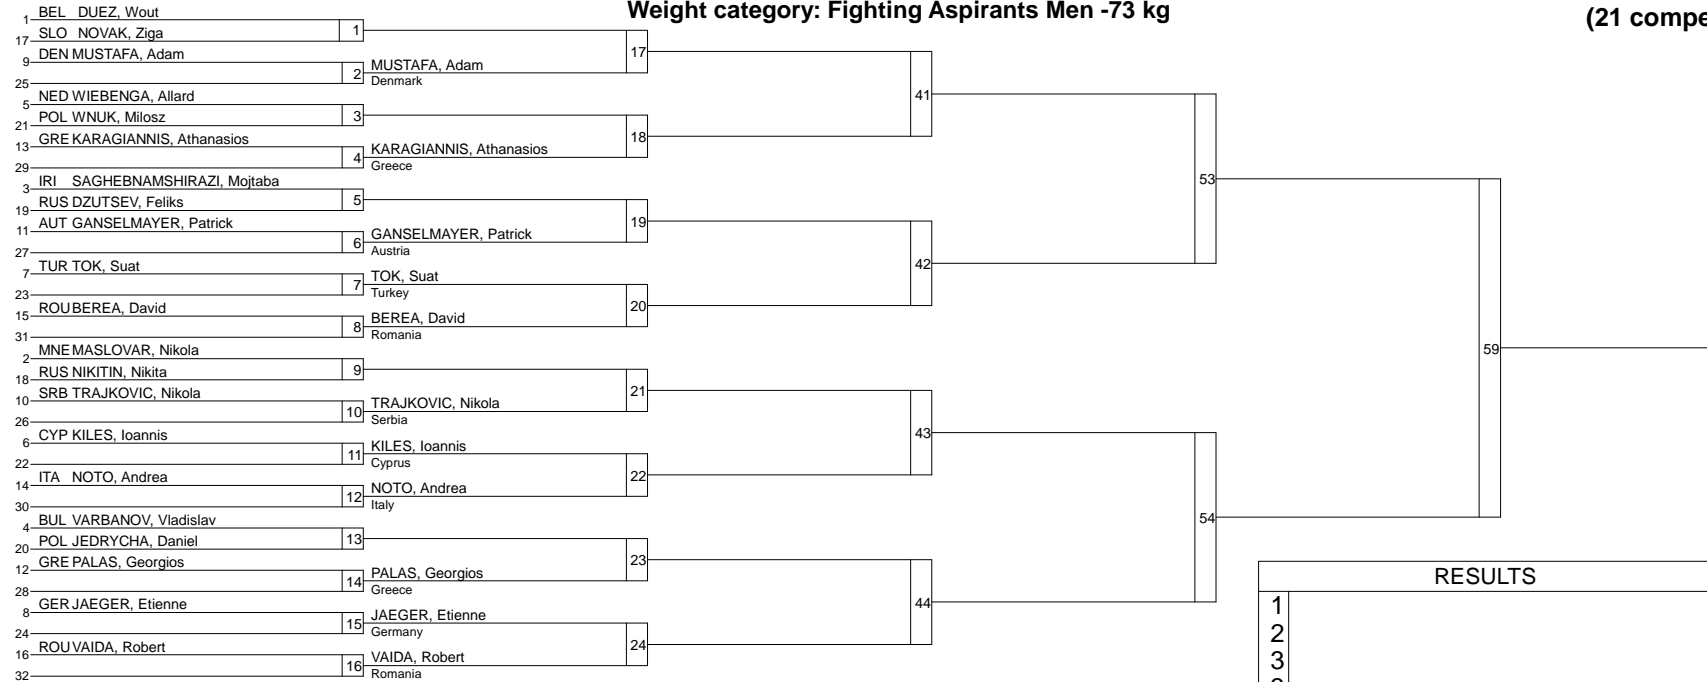 Weight category: Fighting Aspirants Men -73 kg
(21 compe
1 BEL DUEZ, Wout
17 SLO NOVAK, Ziga
1
9 DEN MUSTAFA, Adam
25
2
MUSTAFA, Adam
Denmark
17
5 NED WIEBENGA, Allard
21 POL WNUK, Milosz
3
13 GRE KARAGIANNIS, Athanasios
29
4
KARAGIANNIS, Athanasios
Greece
18
41
3 IRI SAGHEBNAMSHIRAZI, Mojtaba
19 RUS DZUTSEV, Feliks
5
11 AUT GANSELMAYER, Patrick
27
6
GANSELMAYER, Patrick
Austria
19
7 TUR TOK, Suat
23
7
TOK, Suat
Turkey
15 ROU BEREA, David
31
8
BEREA, David
Romania
20
42
53
2 MNE MASLOVAR, Nikola
18 RUS NIKITIN, Nikita
9
10 SRB TRAJKOVIC, Nikola
26
10
TRAJKOVIC, Nikola
Serbia
21
6 CYP KILES, Ioannis
22
11
KILES, Ioannis
Cyprus
14 ITA NOTO, Andrea
30
12
NOTO, Andrea
Italy
22
43
4 BUL VARBANOV, Vladislav
20 POL JEDRYCHA, Daniel
13
12 GRE PALAS, Georgios
28
14
PALAS, Georgios
Greece
23
8 GER JAEGER, Etienne
24
15
JAEGER, Etienne
Germany
16 ROU VAIDA, Robert
32
16
VAIDA, Robert
Romania
24
44
54
59
RESULTS
1
2
3